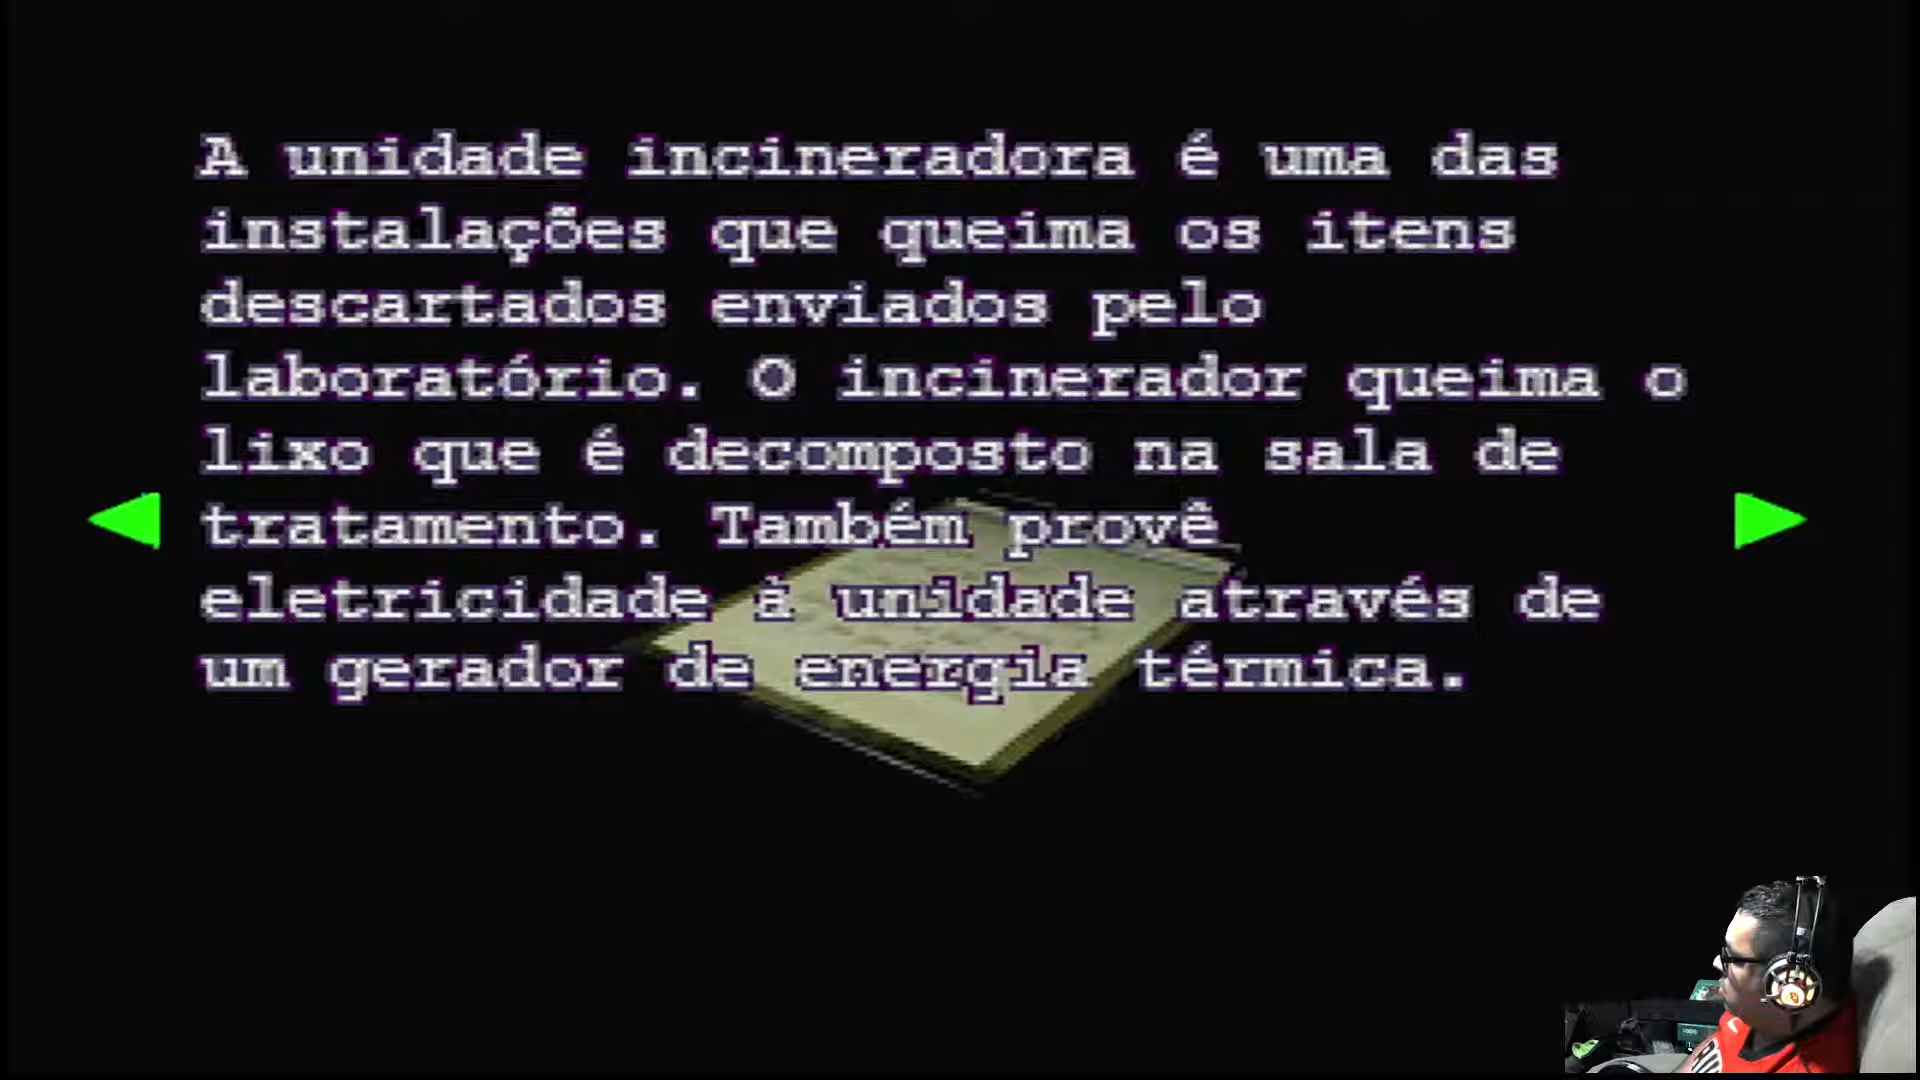 A unidade incineradora é uma das
instalações que queima os itens
descartados enviados pelo
laboratório. O incinerador queima o
lixo que é decomposto na sala de
tratamento. Também provê
eletricidade à unidade através de
um gerador de energia térmica.